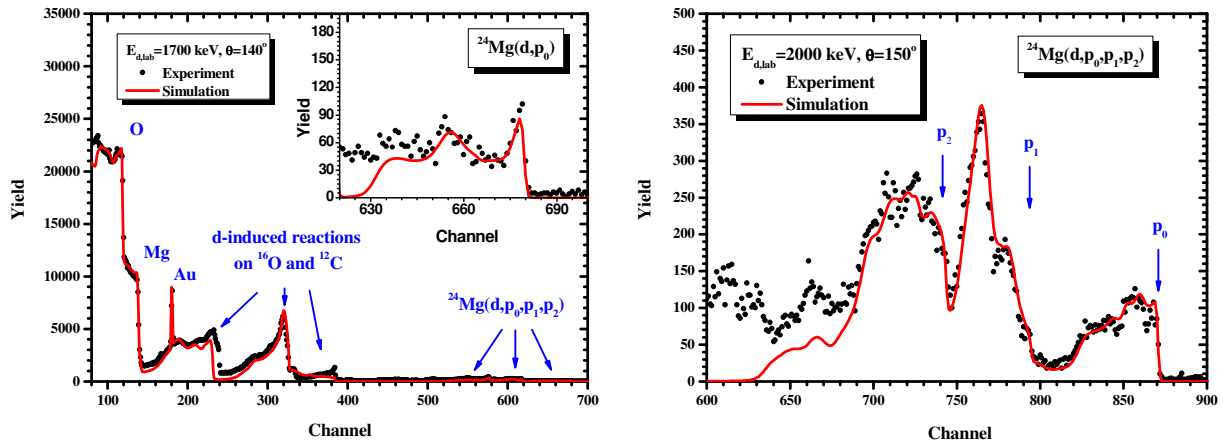 35000
30000
25000
20000
15000
10000
5000
0
Yield
100
200
300
400
500
600
700
Channel
E_d,lab=1700 keV, θ=140°
Experiment
Simulation
O
Mg
Au
d-induced reactions
on ¹⁶O and ¹²C
²⁴Mg(d,p₀,p₁,p₂)
180
150
120
90
60
30
0
Yield
630
660
690
Channel
²⁴Mg(d,p₀)
500
450
400
350
300
250
200
150
100
50
0
Yield
600
650
700
750
800
850
900
Channel
E_d,lab=2000 keV, θ=150°
Experiment
Simulation
²⁴Mg(d,p₀,p₁,p₂)
p₂
p₁
p₀